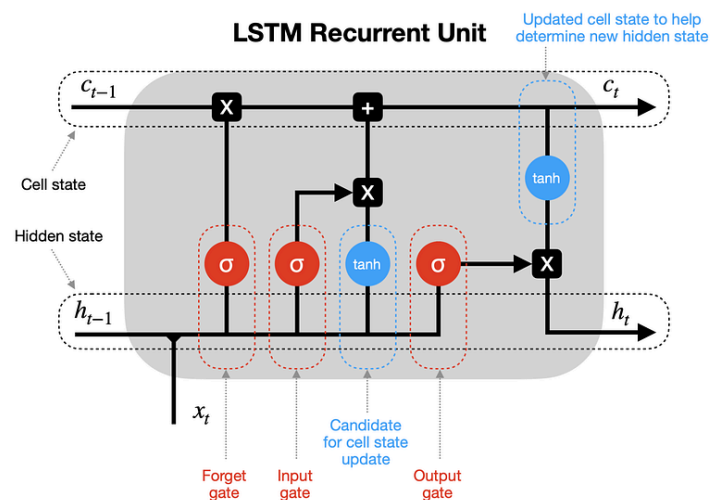 Updated cell state to help
determine new hidden state
LSTM Recurrent Unit
c_{t-1}
c_t
X
+
Cell state
tanh
X
Hidden state
σ
σ
tanh
σ
X
h_{t-1}
h_t
x_t
Candidate
for cell state
update
Forget
gate
Input
gate
Output
gate